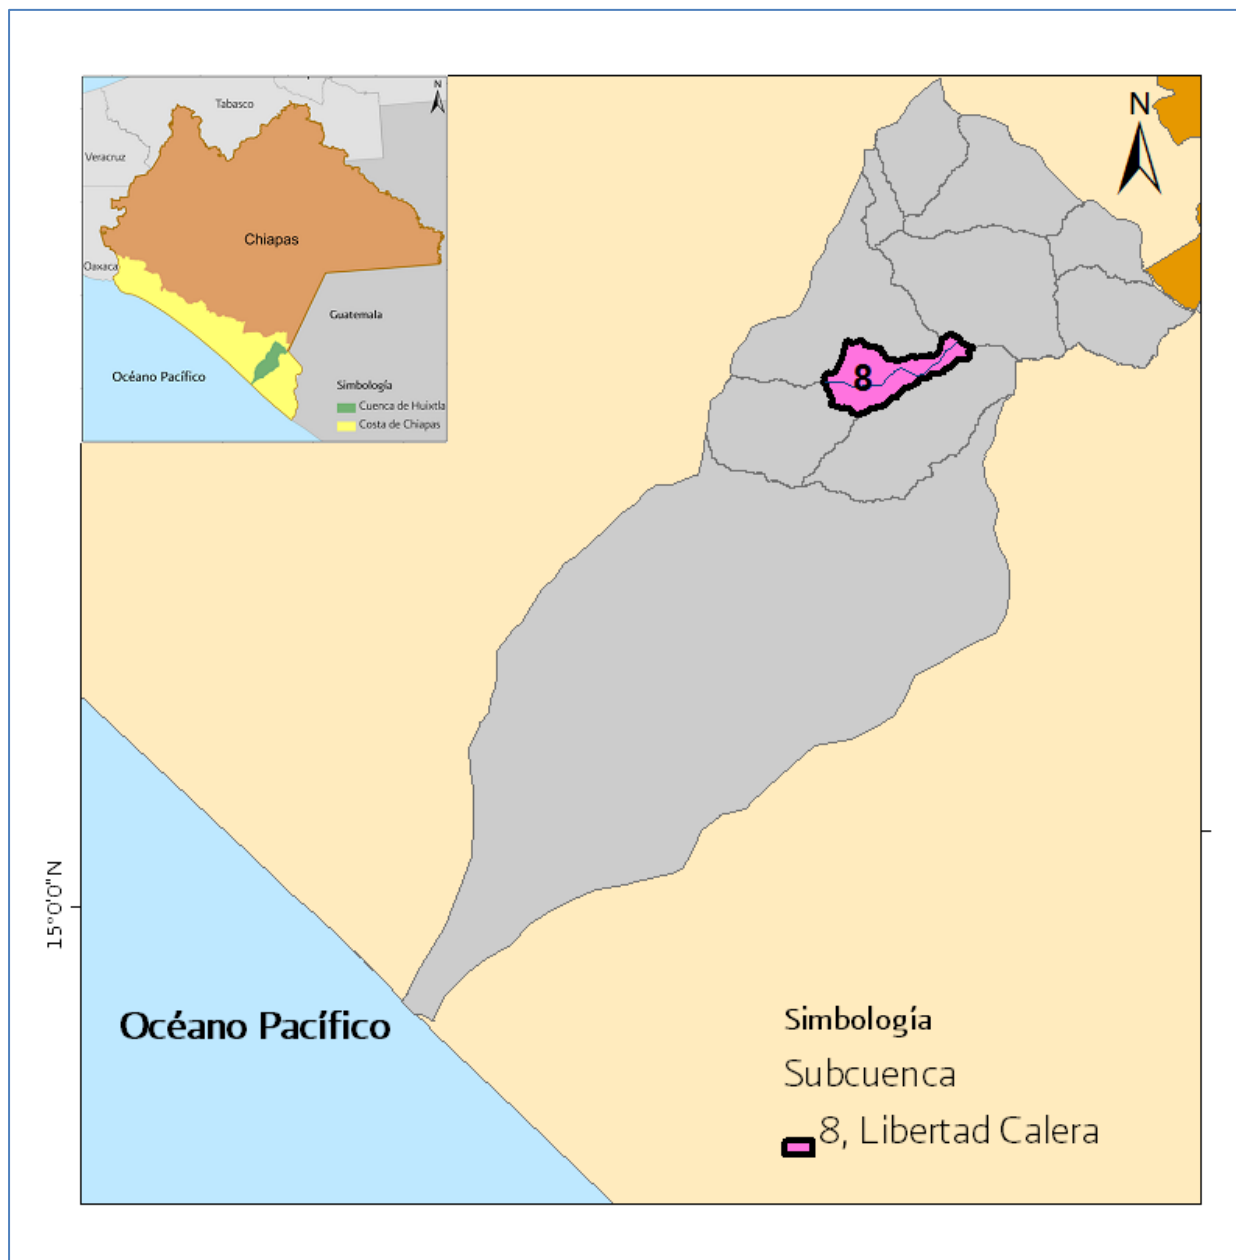 N
Tabasco
Veracruz
Chiapas
Oaxaca
Guatemala
Océano Pacífico
Simbología
Cuenca de Huixtla
Costa de Chiapas
N
8
15°0'0"N
Océano Pacífico
Simbología
Subcuenca
8, Libertad Calera